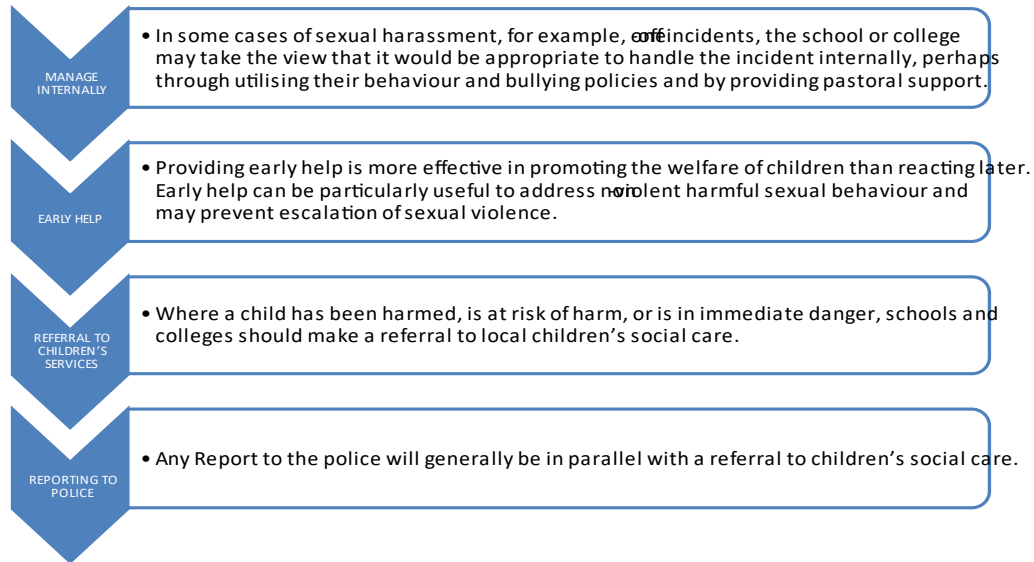 MANAGE
INTERNALLY
• In some cases of sexual harassment, for example, one-off incidents, the school or college
may take the view that it would be appropriate to handle the incident internally, perhaps
through utilising their behaviour and bullying policies and by providing pastoral support.
EARLY HELP
• Providing early help is more effective in promoting the welfare of children than reacting later.
Early help can be particularly useful to address non-violent harmful sexual behaviour and
may prevent escalation of sexual violence.
REFERRAL TO
CHILDREN’S
SERVICES
• Where a child has been harmed, is at risk of harm, or is in immediate danger, schools and
colleges should make a referral to local children’s social care.
REPORTING TO
POLICE
• Any Report to the police will generally be in parallel with a referral to children’s social care.